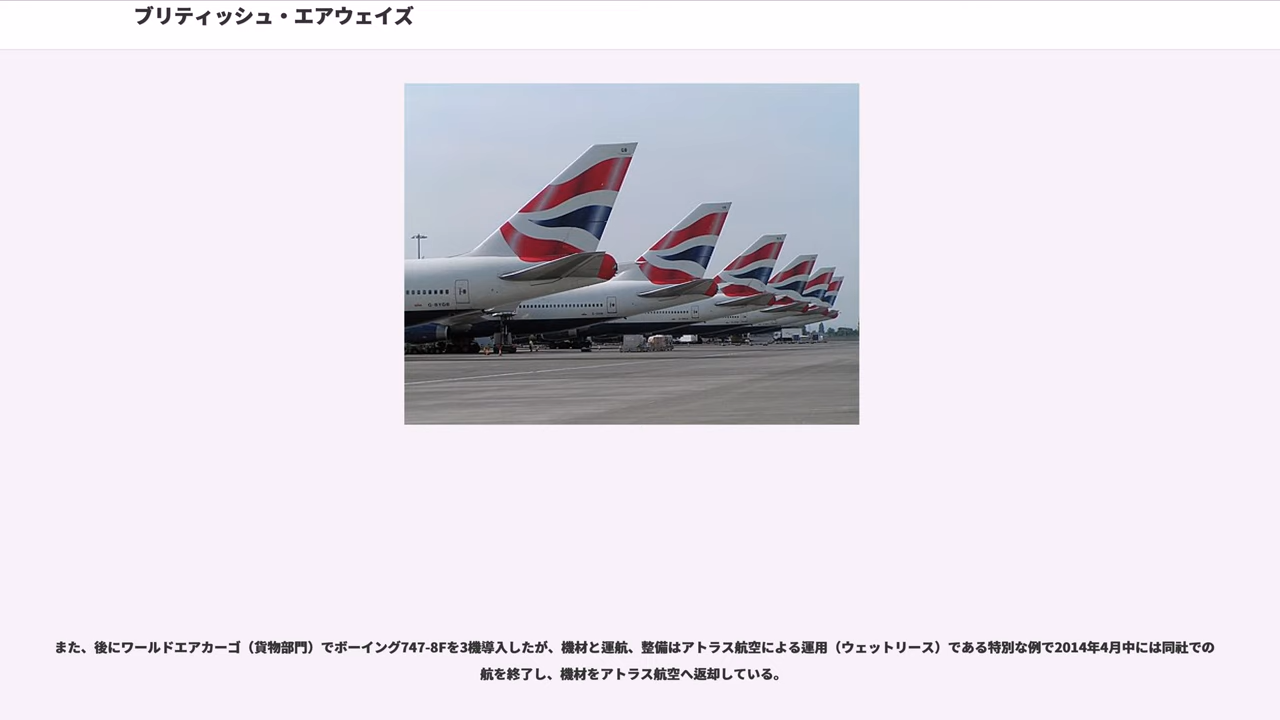 ブリティッシュ・エアウェイズ
また、後にワールドエアカーゴ（貨物部門）でボーイング747-8Fを3機導入したが、機材と運航、整備はアトラス航空による運用（ウェットリース）である特別な例で2014年4月中には同社での
航を終了し、機材をアトラス航空へ返却している。